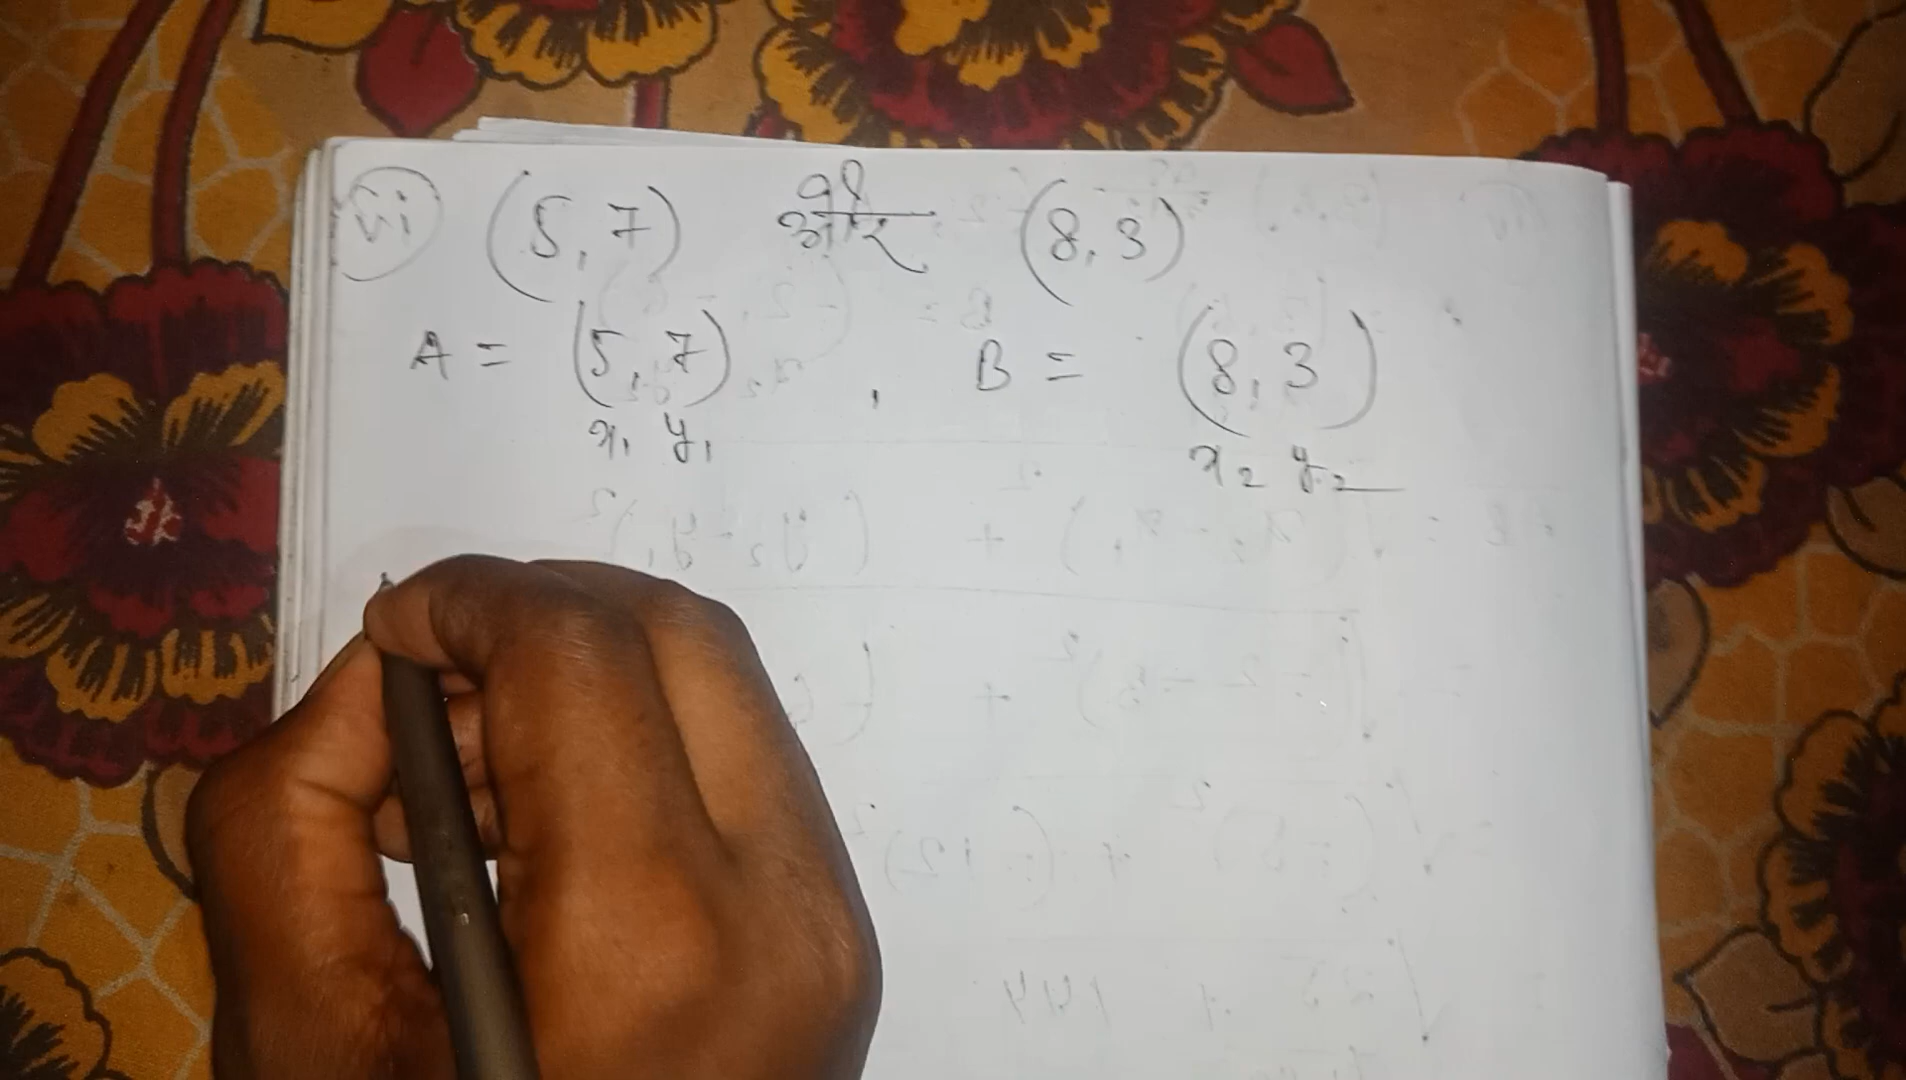 vi (5, 7) और (8, 3)
A = (5, 7) , B = (8, 3)
x₁ y₁ x₂ y₂